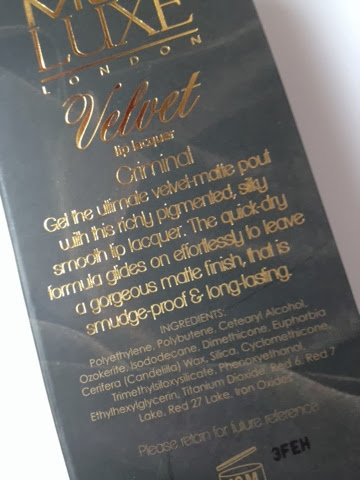 LUXE
LONDON
Velvet
lip lacquer
Criminal
Get the ultimate velvet-matte pout
with this richly pigmented, silky
smooth lip lacquer. The quick-dry
formula glides on effortlessly to leave
a gorgeous matte finish, that is
smudge-proof & long-lasting.
INGREDIENTS:
Polyethylene, Polybutene, Cetearyl Alcohol,
Ozokerite, Isododecane, Dimethicone, Euphorbia
Cerifera (Candelilla) Wax, Silica, Cyclomethicone,
Trimethylsiloxysilicate, Phenoxyethanol,
Ethylhexylglycerin, Titanium Dioxide, Red 6, Red 7
Lake, Red 27 Lake, Iron Oxides
Please retain for future reference
3FEH